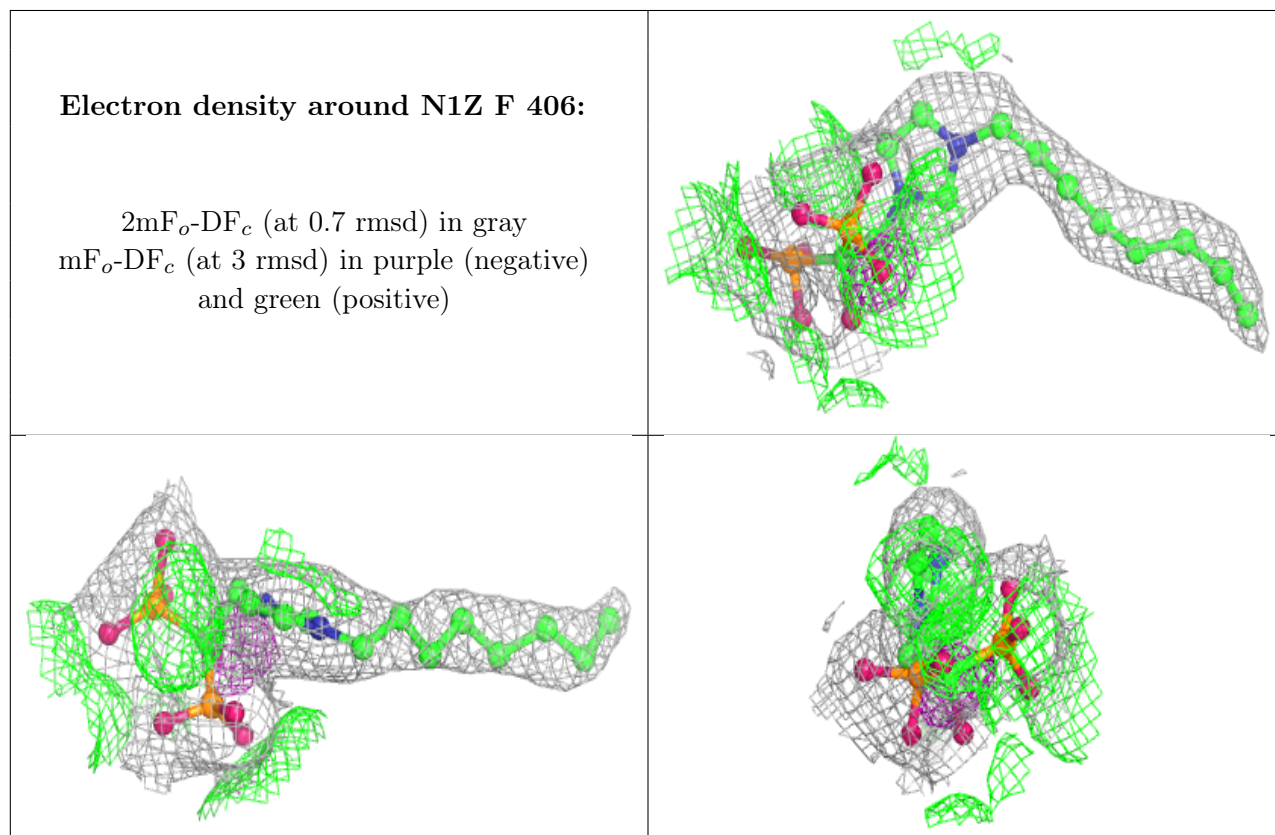 Electron density around N1Z F 406:
2mFo-DFc (at 0.7 rmsd) in gray
mFo-DFc (at 3 rmsd) in purple (negative)
and green (positive)